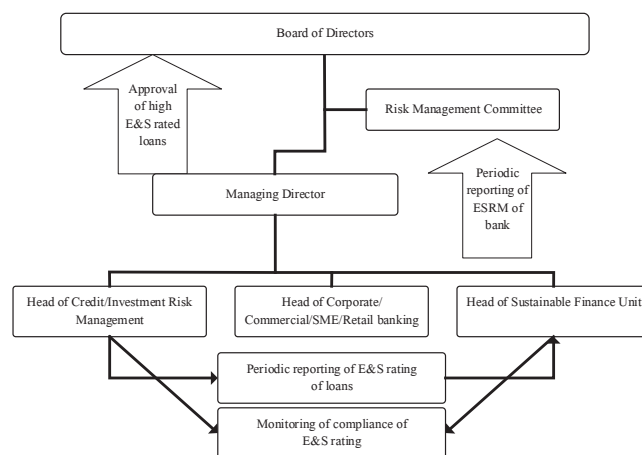 Board of Directors
Approval
of high
E&S rated
loans
Risk Management Committee
Periodic
reporting of
ESRM of
bank
Managing Director
Head of Credit/Investment Risk
Management
Head of Corporate/
Commercial/SME/Retail banking
Head of Sustainable Finance Unit
Periodic reporting of E&S rating
of loans
Monitoring of compliance of
E&S rating